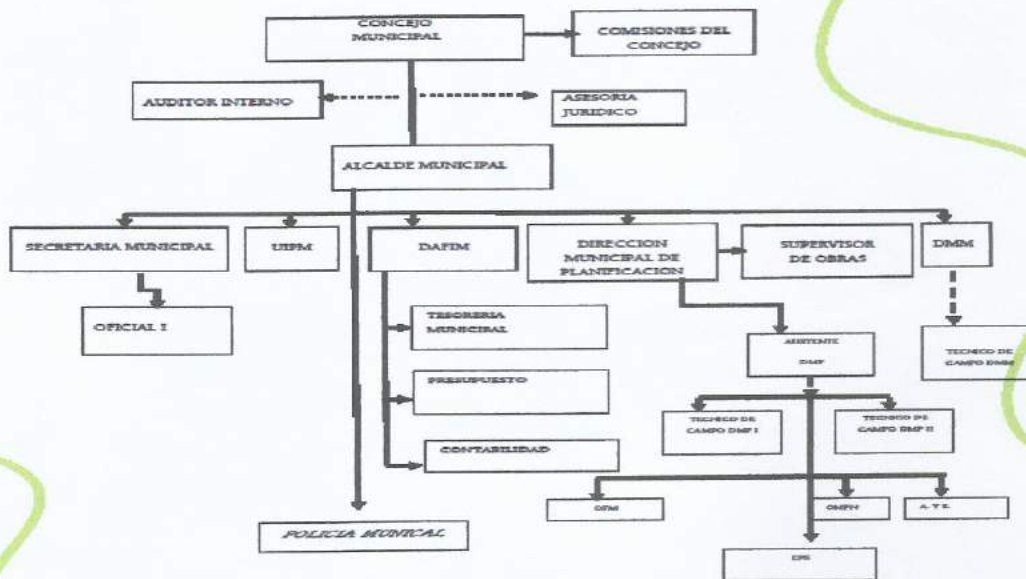 CONCEJO
MUNICIPAL
COMISIONES DEL
CONCEJO
AUDITOR INTERNO
ASESORIA
JURIDICO
ALCALDE MUNICIPAL
SECRETARIA MUNICIPAL
UIPM
DAFIM
DIRECCION
MUNICIPAL DE
PLANIFICACION
SUPERVISOR
DE OBRAS
DMM
OFICIAL I
TESORERIA
MUNICIPAL
ASISTENTE
DMP
TECNICO DE
CAMPO DMM
PRESUPUESTO
TECNICO DE
CAMPO DMP I
TECNICO DE
CAMPO DMP II
CONTABILIDAD
POLICIA MUNICAL